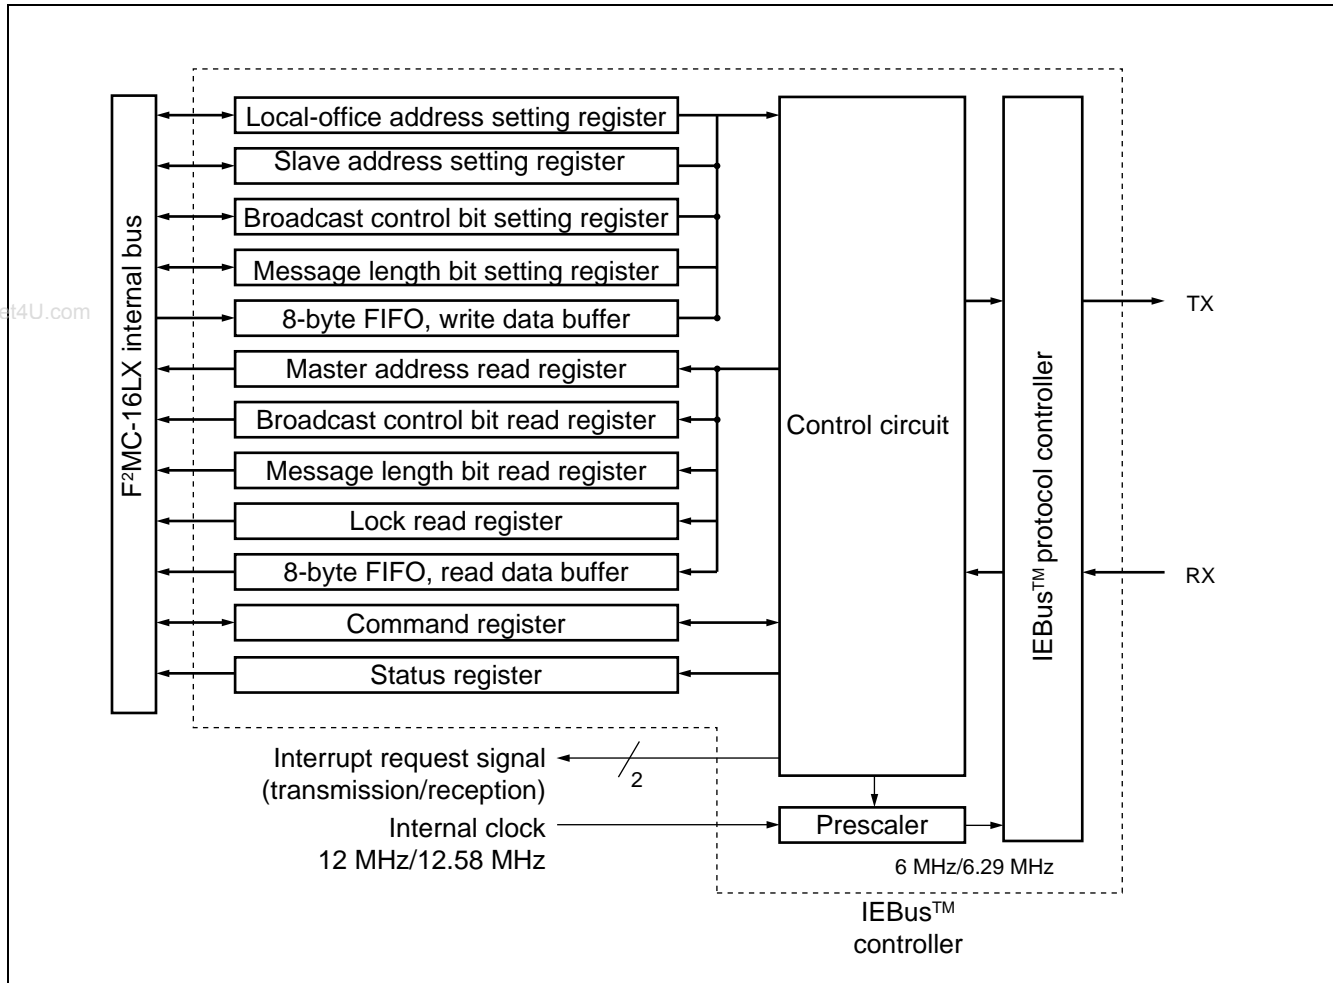 Local-office address setting register
Slave address setting register
Broadcast control bit setting register
Message length bit setting register
8-byte FIFO, write data buffer
Master address read register
Broadcast control bit read register
Message length bit read register
Lock read register
8-byte FIFO, read data buffer
Command register
Status register
F²MC-16LX internal bus
et4U.com
Control circuit
IEBus™ protocol controller
TX
RX
Interrupt request signal
(transmission/reception)
2
Internal clock
12 MHz/12.58 MHz
Prescaler
6 MHz/6.29 MHz
IEBus™
controller